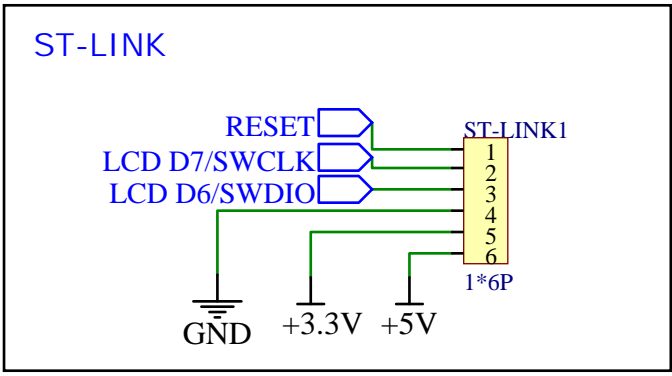 ST-LINK
RESET
ST-LINK1
1
LCD D7/SWCLK
2
LCD D6/SWDIO
3
4
5
6
1*6P
GND
+3.3V
+5V